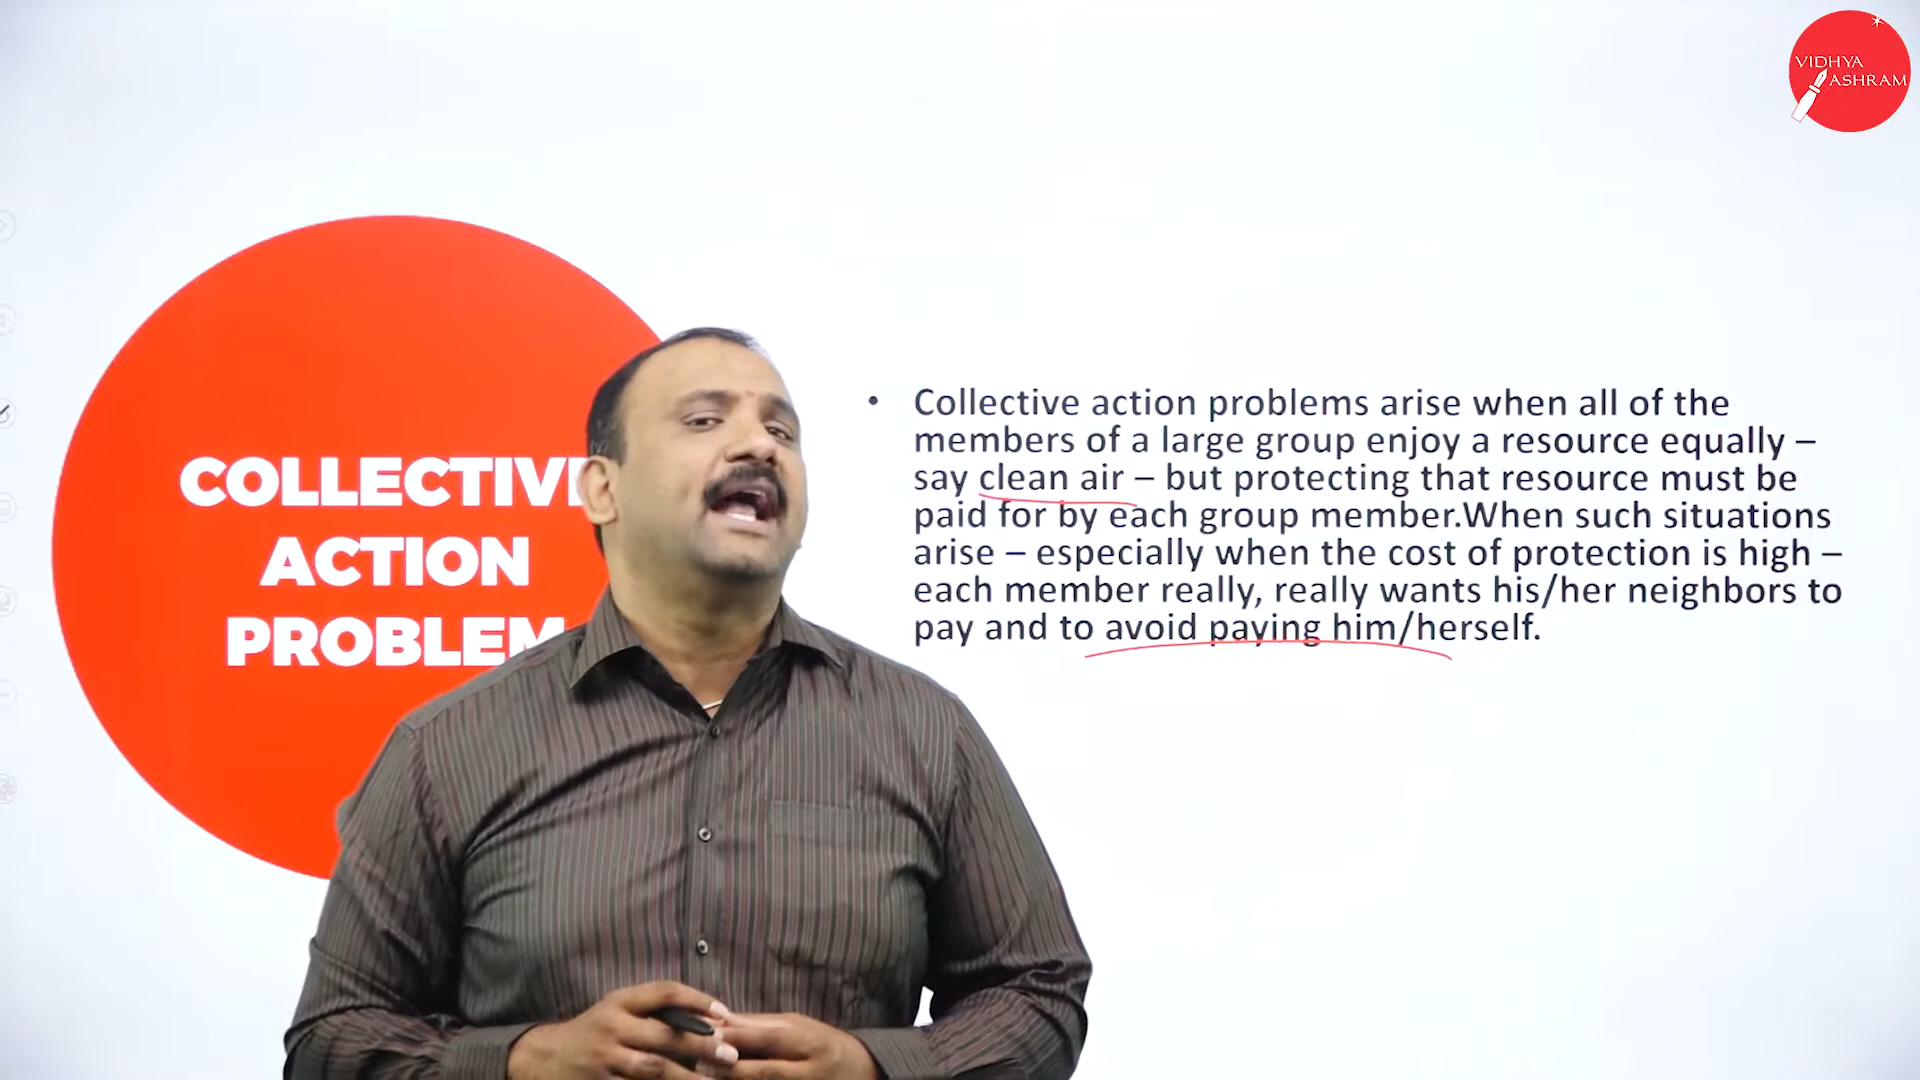 VIDHYA
ASHRAM
COLLECTIVE
ACTION
PROBLEM
• Collective action problems arise when all of the
members of a large group enjoy a resource equally –
say clean air – but protecting that resource must be
paid for by each group member.When such situations
arise – especially when the cost of protection is high –
each member really, really wants his/her neighbors to
pay and to avoid paying him/herself.